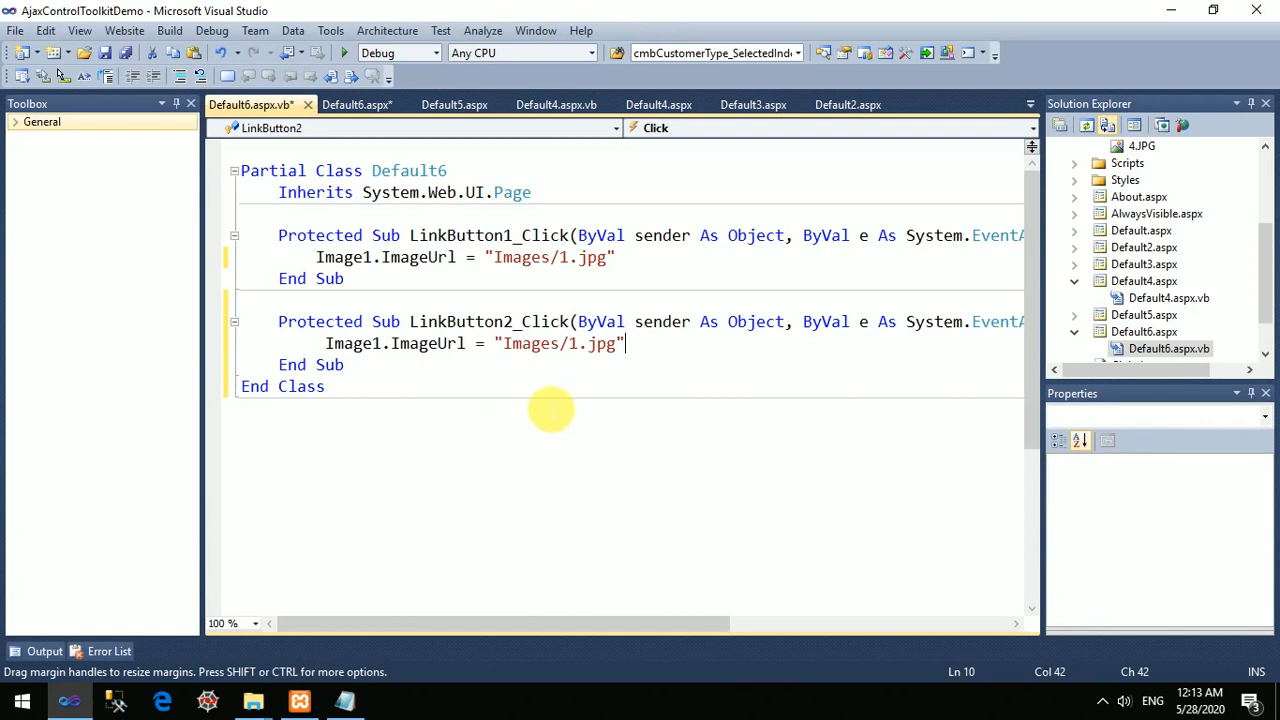 AjaxControlToolkitDemo - Microsoft Visual Studio
File Edit View Website Build Debug Team Data Tools Architecture Test Analyze Window Help
Debug Any CPU cmbCustomerType_SelectedInd
Toolbox
General
Default6.aspx.vb* Default6.aspx* Default5.aspx Default4.aspx.vb Default4.aspx Default3.aspx Default2.aspx
LinkButton2 Click
Partial Class Default6
Inherits System.Web.UI.Page
Protected Sub LinkButton1_Click(ByVal sender As Object, ByVal e As System.EventA
Image1.ImageUrl = "Images/1.jpg"
End Sub
Protected Sub LinkButton2_Click(ByVal sender As Object, ByVal e As System.EventA
Image1.ImageUrl = "Images/1.jpg"
End Sub
End Class
100 %
Solution Explorer
4.JPG
Scripts
Styles
About.aspx
AlwaysVisible.aspx
Default.aspx
Default2.aspx
Default3.aspx
Default4.aspx
Default4.aspx.vb
Default5.aspx
Default6.aspx
Default6.aspx.vb
Properties
Output Error List
Drag margin handles to resize margins. Press SHIFT or CTRL for more options. Ln 10 Col 42 Ch 42 INS
ENG
12:13 AM
5/28/2020
3